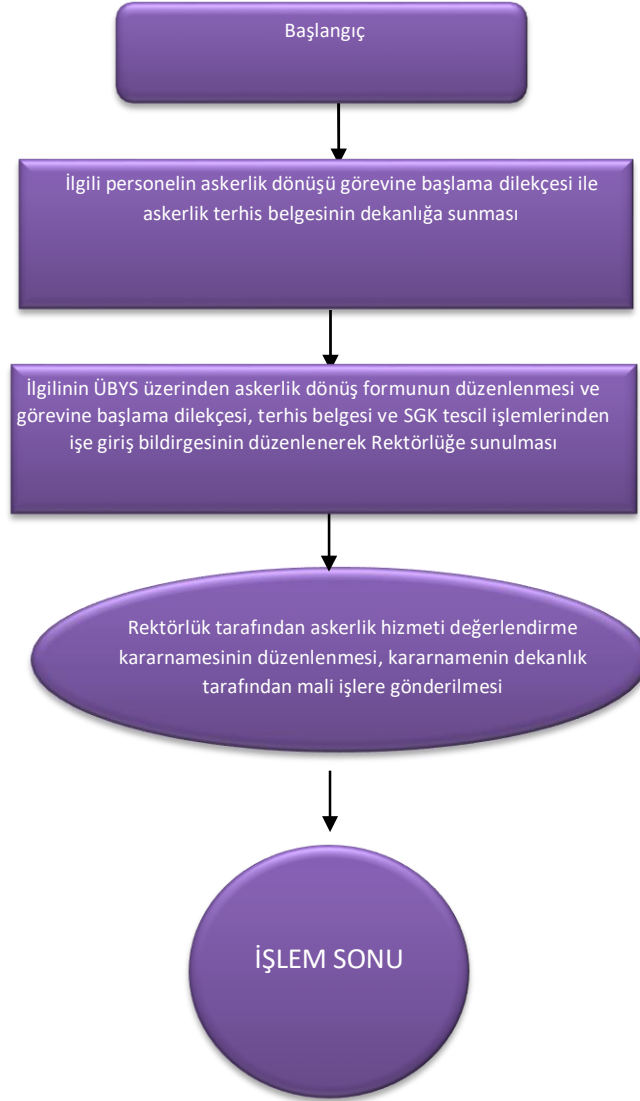 Başlangıç
İlgili personelin askerlik dönüşü görevine başlama dilekçesi ile
askerlik terhis belgesinin dekanlığa sunması
İlgilinin ÜBYS üzerinden askerlik dönüş formunun düzenlenmesi ve
görevine başlama dilekçesi, terhis belgesi ve SGK tescil işlemlerinden
işe giriş bildirgesinin düzenlenerek Rektörlüğe sunulması
Rektörlük tarafından askerlik hizmeti değerlendirme
kararnamesinin düzenlenmesi, kararnamenin dekanlık
tarafından mali işlere gönderilmesi
İŞLEM SONU